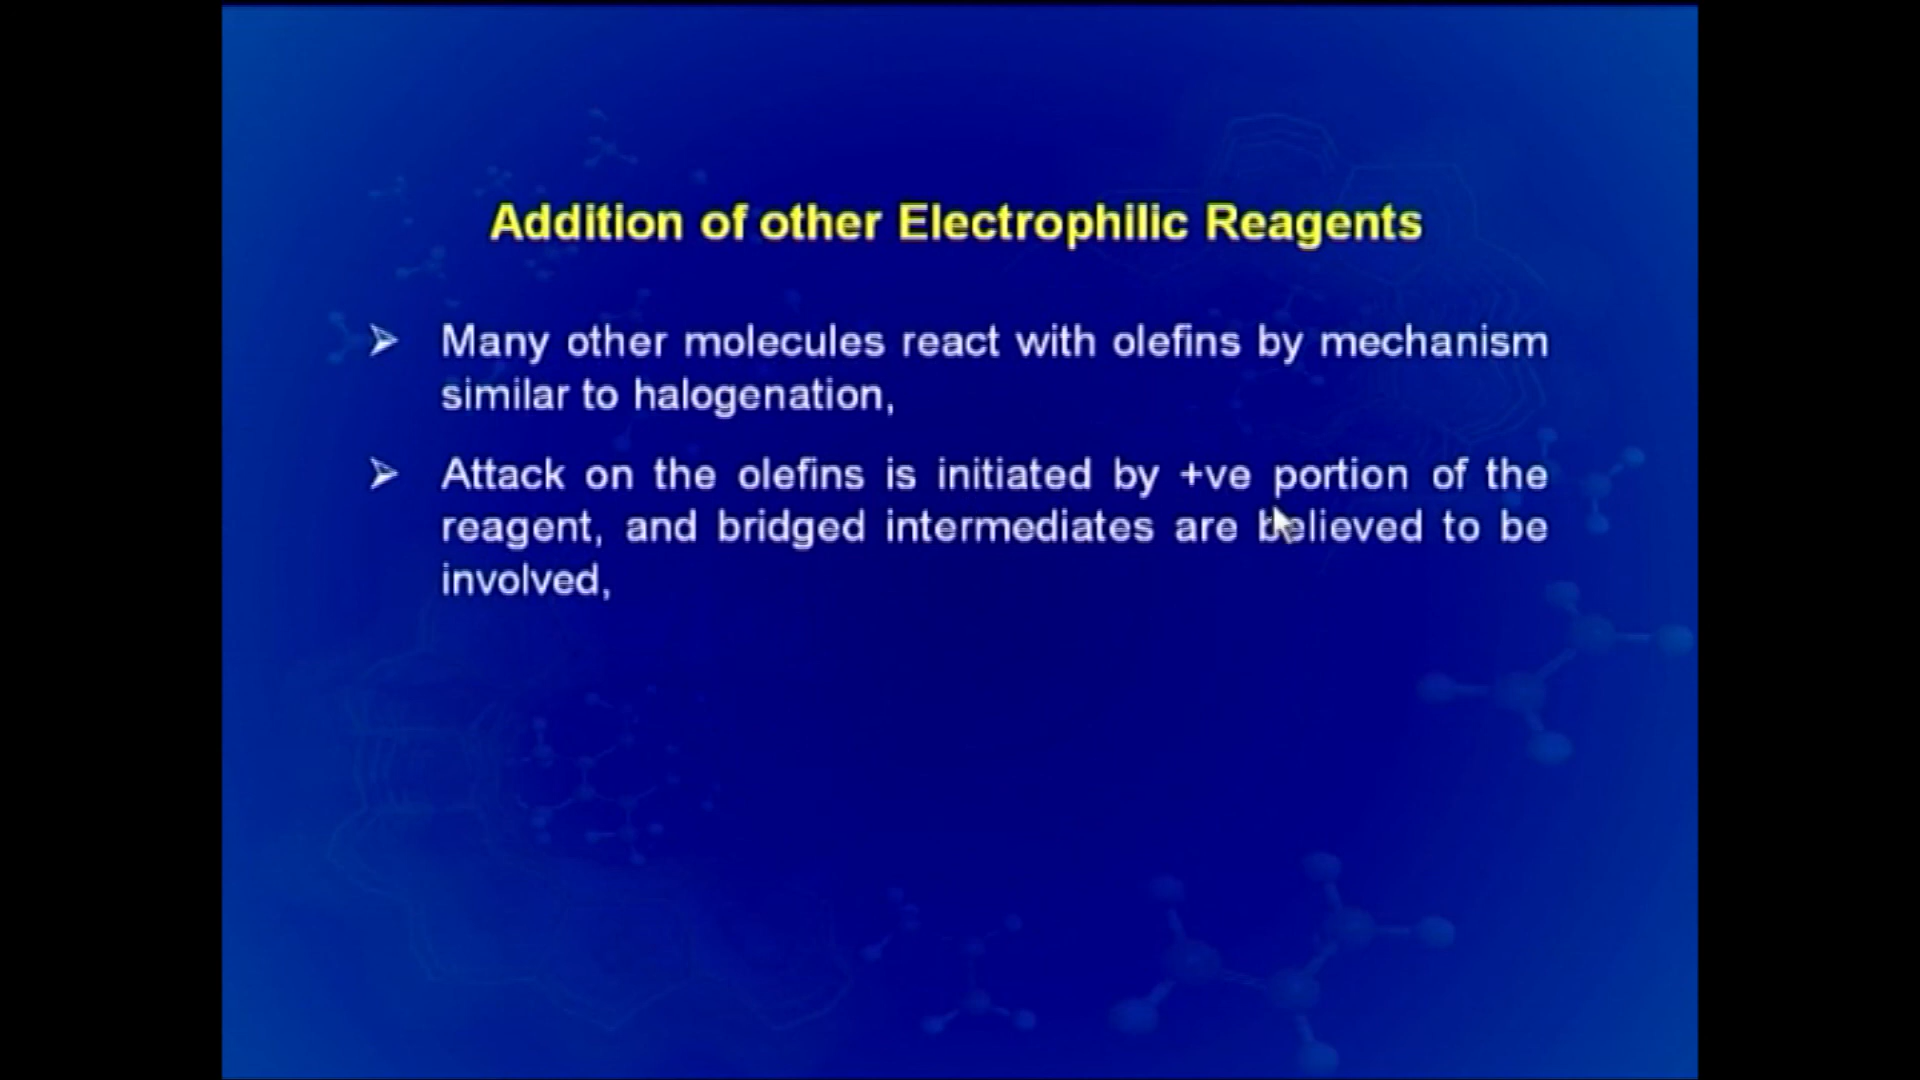 Addition of other Electrophilic Reagents
Many other molecules react with olefins by mechanism
similar to halogenation,
Attack on the olefins is initiated by +ve portion of the
reagent, and bridged intermediates are believed to be
involved,